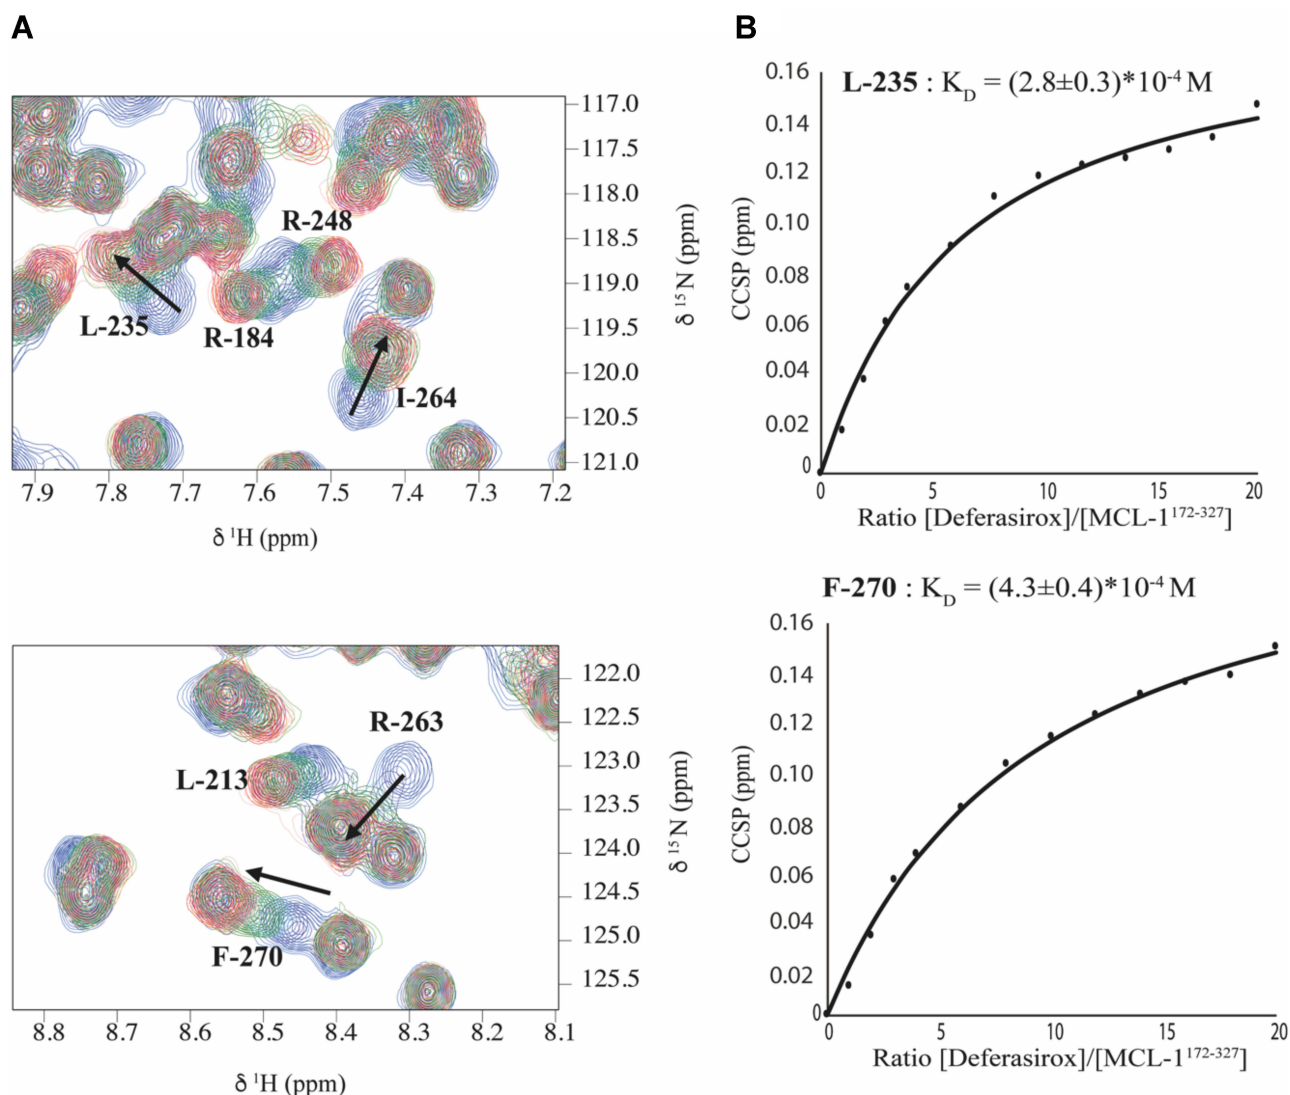 A
B
117.0
117.5
118.0
118.5
119.0
119.5
120.0
120.5
121.0
R-248
L-235
R-184
I-264
δ ¹⁵N (ppm)
7.9 7.8 7.7 7.6 7.5 7.4 7.3 7.2
δ ¹H (ppm)
L-235 : K_D = (2.8±0.3)*10⁻⁴ M
0.16
0.14
0.12
0.10
0.08
0.06
0.04
0.02
0
CCSP (ppm)
0 5 10 15 20
Ratio [Deferasirox]/[MCL-1¹⁷²⁻³²⁷]
122.0
122.5
123.0
123.5
124.0
124.5
125.0
125.5
R-263
L-213
F-270
δ ¹⁵N (ppm)
8.8 8.7 8.6 8.5 8.4 8.3 8.2 8.1
δ ¹H (ppm)
F-270 : K_D = (4.3±0.4)*10⁻⁴ M
0.16
0.14
0.12
0.10
0.08
0.06
0.04
0.02
0
CCSP (ppm)
0 5 10 15 20
Ratio [Deferasirox]/[MCL-1¹⁷²⁻³²⁷]